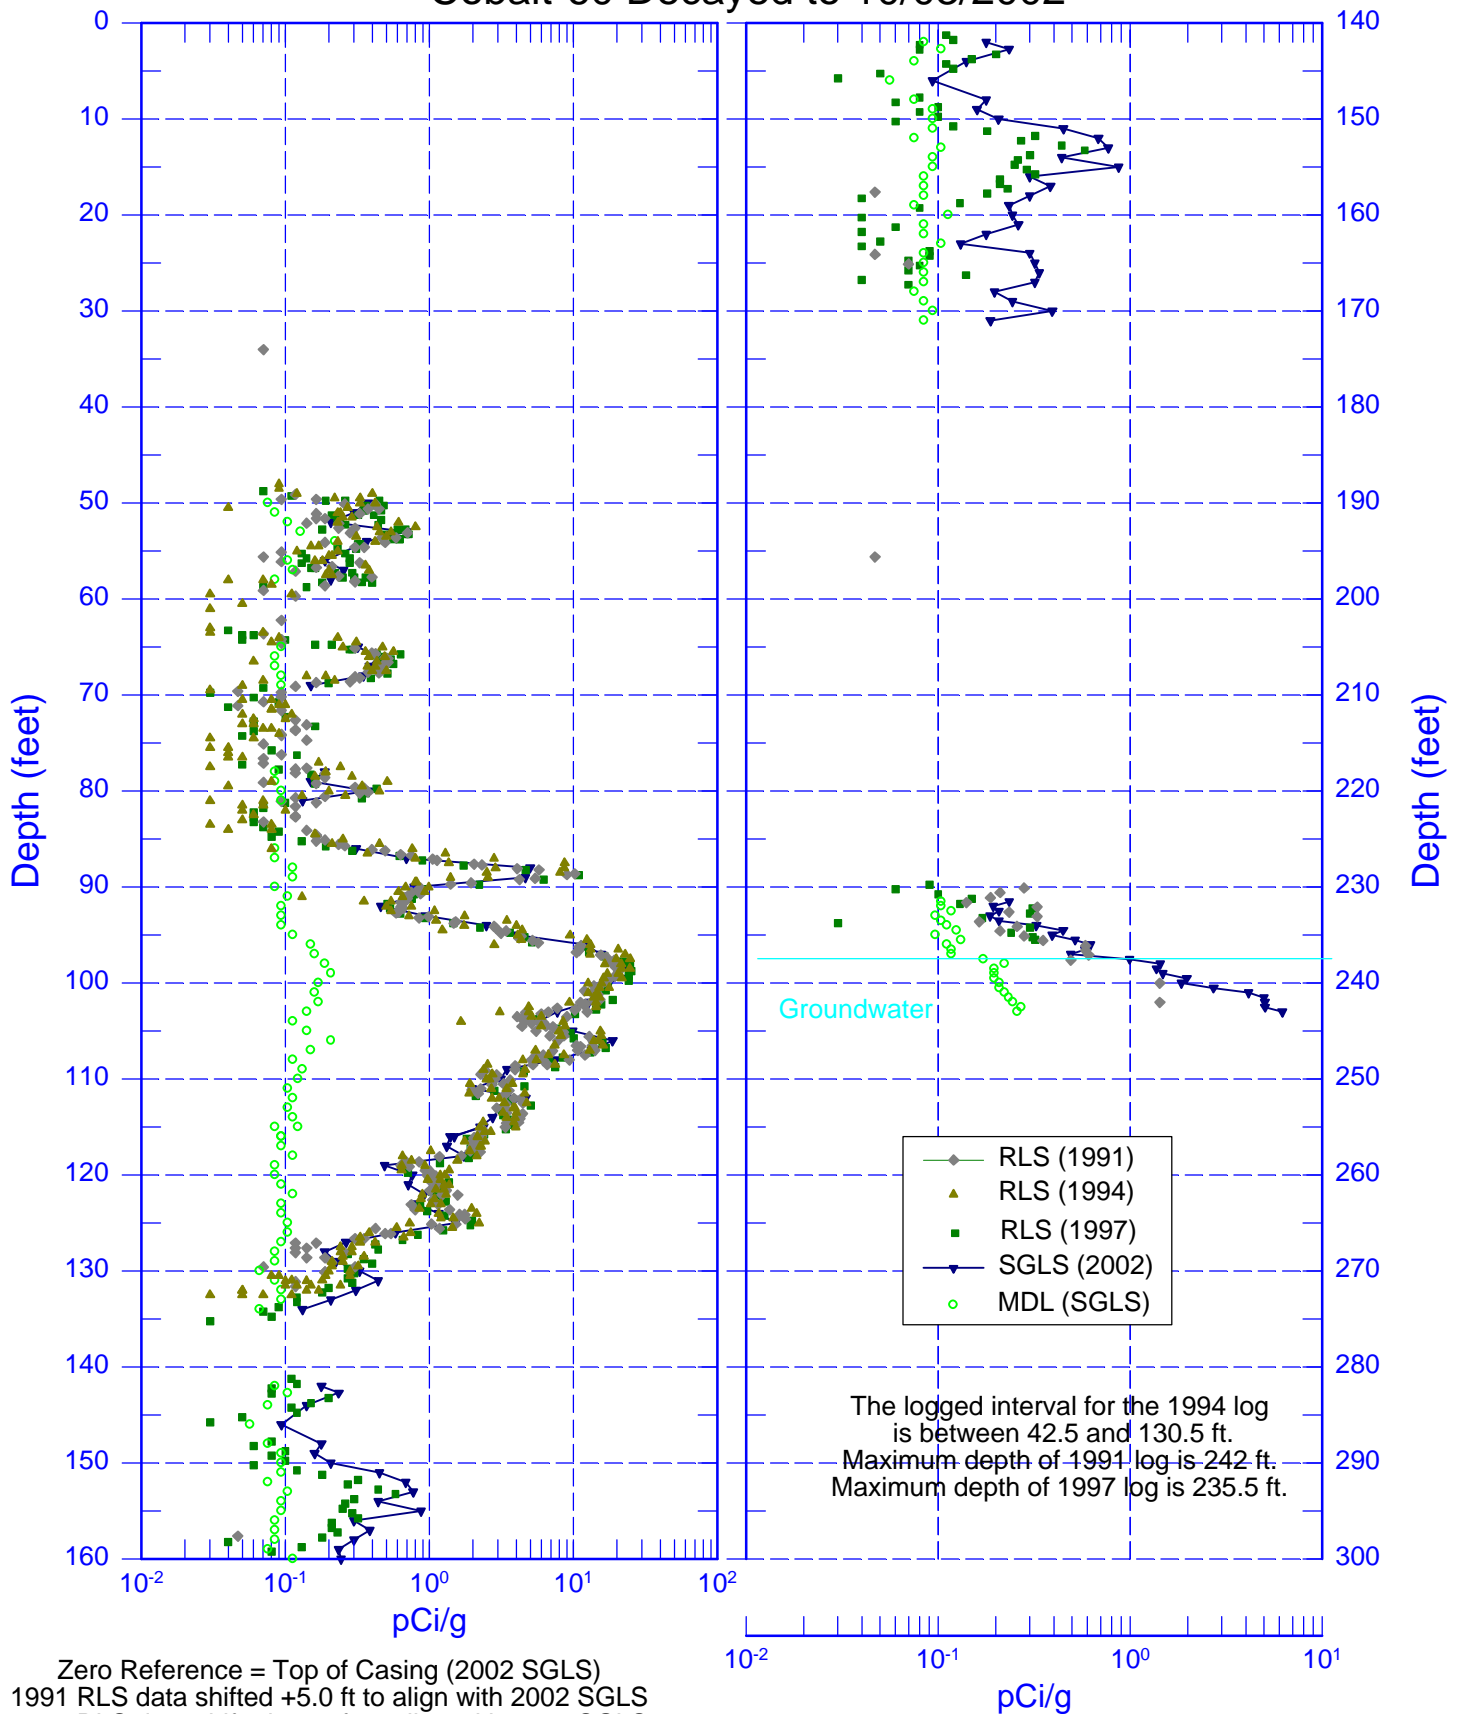 0
10
20
30
40
50
60
70
80
90
100
110
120
130
140
150
160
Depth (feet)
10-2
10-1
100
101
102
pCi/g
140
150
160
170
180
190
200
210
220
230
240
250
260
270
280
290
300
Depth (feet)
Groundwater
RLS (1991)
RLS (1994)
RLS (1997)
SGLS (2002)
MDL (SGLS)
The logged interval for the 1994 log
is between 42.5 and 130.5 ft.
Maximum depth of 1991 log is 242 ft.
Maximum depth of 1997 log is 235.5 ft.
10-2
10-1
100
101
pCi/g
Zero Reference = Top of Casing (2002 SGLS)
1991 RLS data shifted +5.0 ft to align with 2002 SGLS